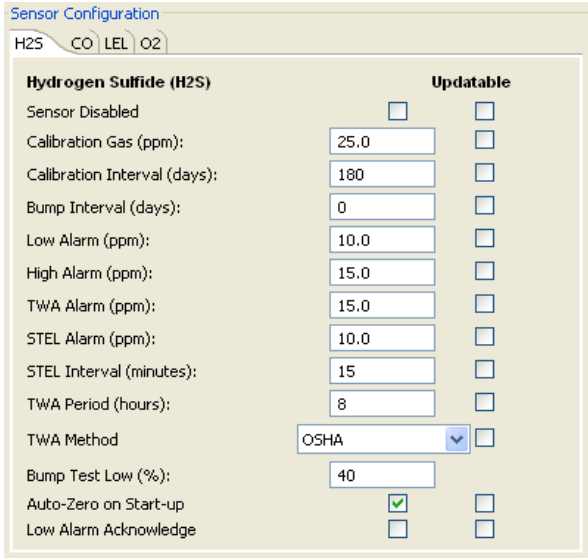 Sensor Configuration
H2S CO LEL O2
Hydrogen Sulfide (H2S) Updatable
Sensor Disabled
Calibration Gas (ppm): 25.0
Calibration Interval (days): 180
Bump Interval (days): 0
Low Alarm (ppm): 10.0
High Alarm (ppm): 15.0
TWA Alarm (ppm): 15.0
STEL Alarm (ppm): 10.0
STEL Interval (minutes): 15
TWA Period (hours): 8
TWA Method OSHA
Bump Test Low (%): 40
Auto-Zero on Start-up
Low Alarm Acknowledge